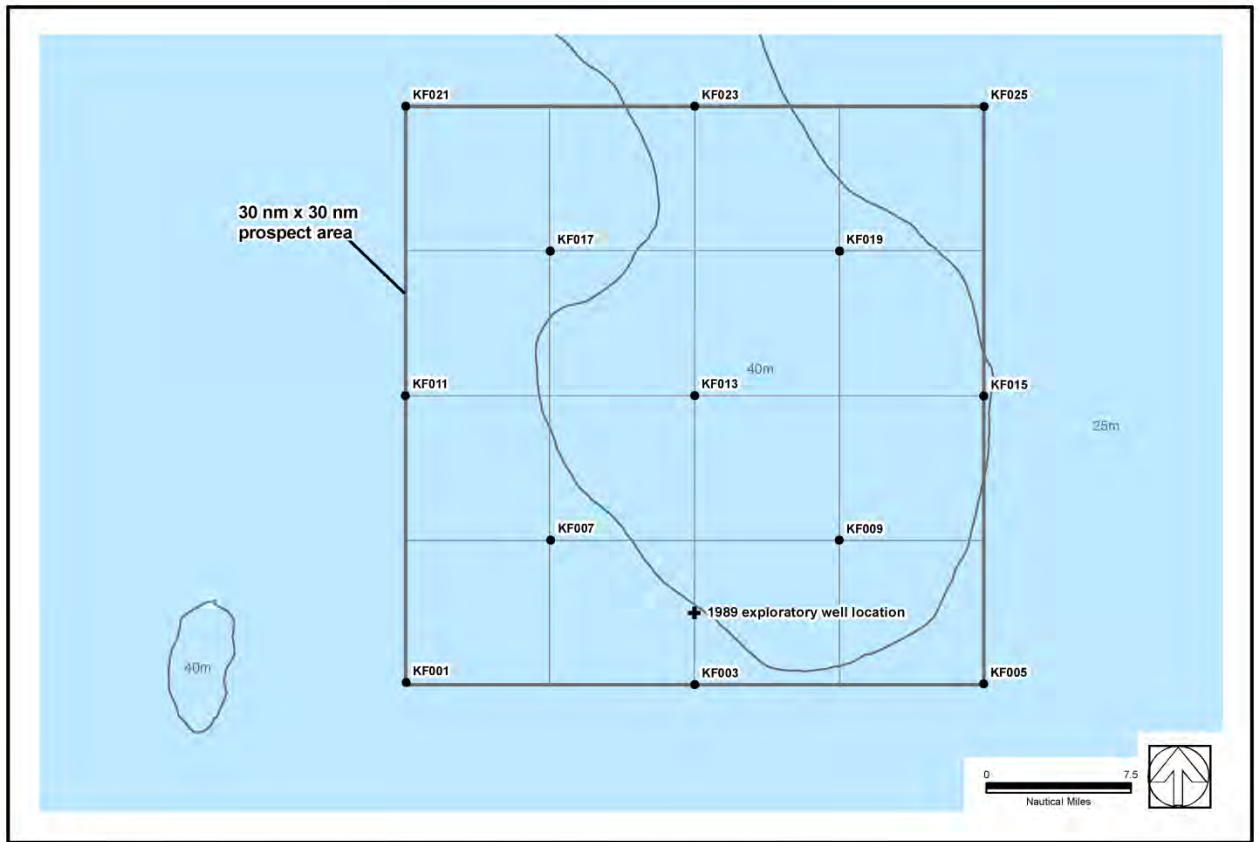 KF021
KF023
KF025
30 nm x 30 nm
prospect area
KF017
KF019
40m
KF011
KF013
KF015
25m
KF007
KF009
1989 exploratory well location
40m
KF001
KF003
KF005
0 7.5
Nautical Miles